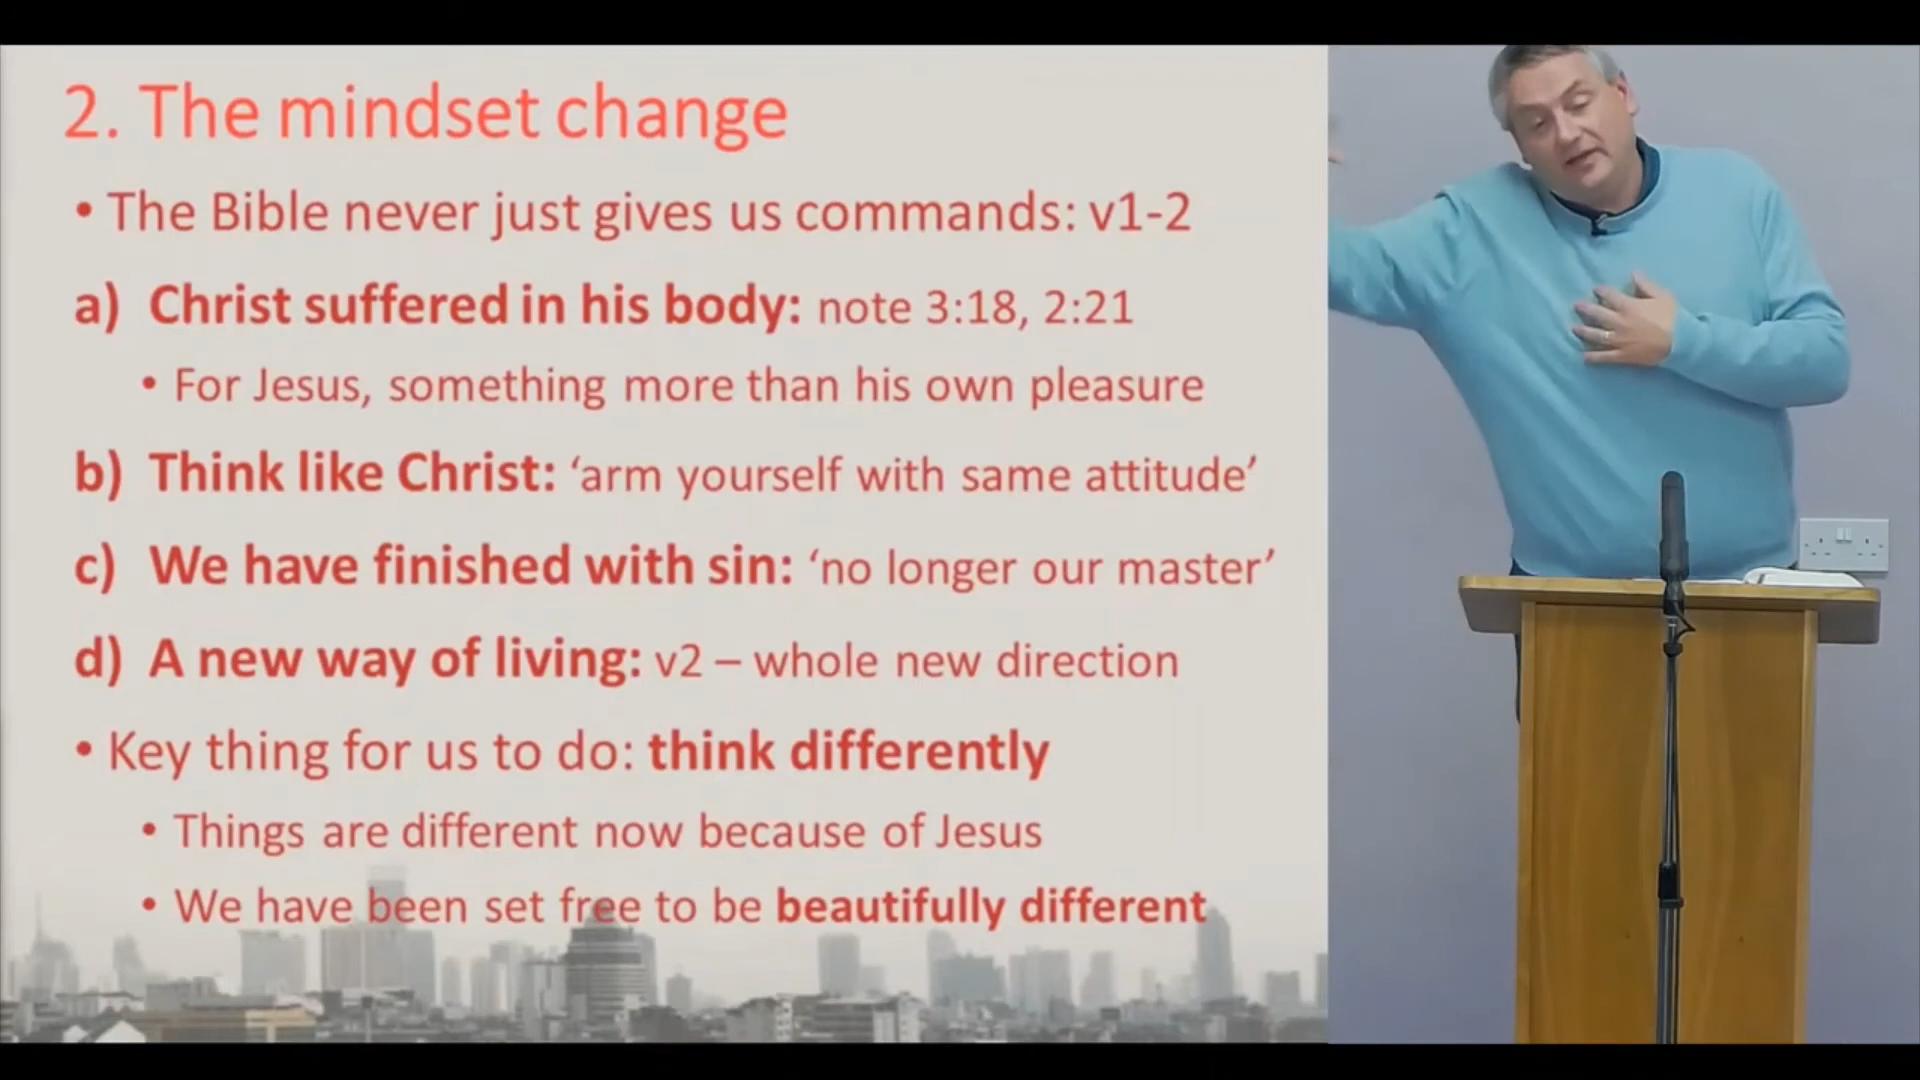 2. The mindset change
• The Bible never just gives us commands: v1-2
a) Christ suffered in his body: note 3:18, 2:21
• For Jesus, something more than his own pleasure
b) Think like Christ: ‘arm yourself with same attitude’
c) We have finished with sin: ‘no longer our master’
d) A new way of living: v2 – whole new direction
• Key thing for us to do: think differently
• Things are different now because of Jesus
• We have been set free to be beautifully different